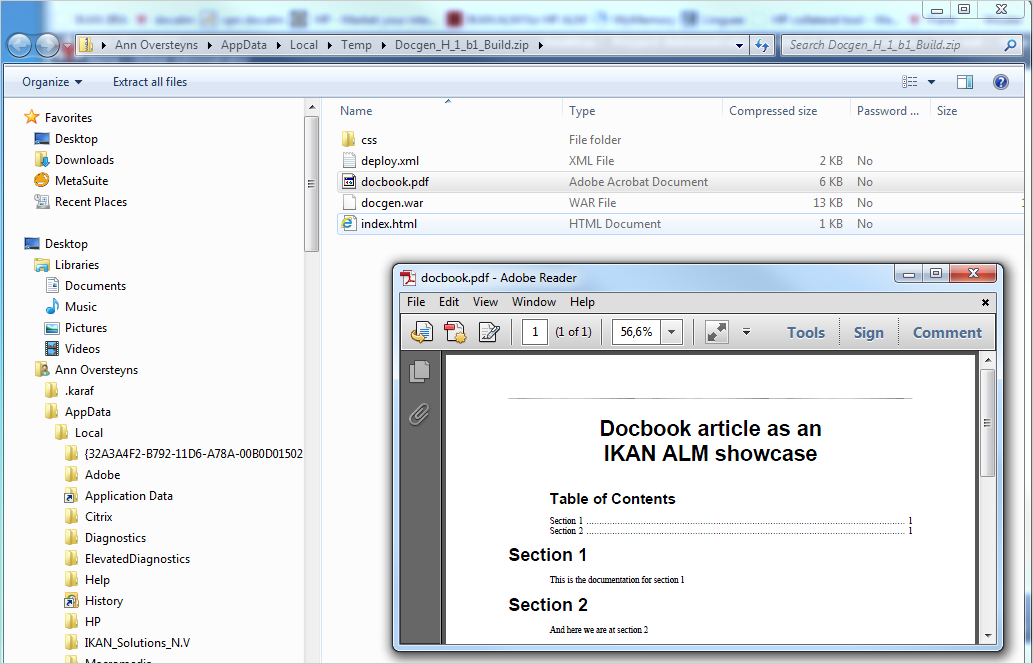 Ann Oversteyns AppData Local Temp Docgen_H_1_b1_Build.zip Search Docgen_H_1_b1_Build.zip
Organize Extract all files
Name Type Compressed size Password ... Size
Favorites
Desktop
Downloads
MetaSuite
Recent Places
Desktop
Libraries
Documents
Music
Pictures
Videos
Ann Oversteyns
.karaf
AppData
Local
{32A3A4F2-B792-11D6-A78A-00B0D01502
Adobe
Application Data
Citrix
Diagnostics
ElevatedDiagnostics
Help
History
HP
IKAN_Solutions_N.V
css File folder
deploy.xml XML File 2 KB No
docbook.pdf Adobe Acrobat Document 6 KB No
docgen.war WAR File 13 KB No
index.html HTML Document 1 KB No
docbook.pdf - Adobe Reader
File Edit View Window Help
1 (1 of 1) 56,6% Tools Sign Comment
Docbook article as an
IKAN ALM showcase
Table of Contents
Section 1 ........ 1
Section 2 ........ 1
Section 1
This is the documentation for section 1
Section 2
And here we are at section 2